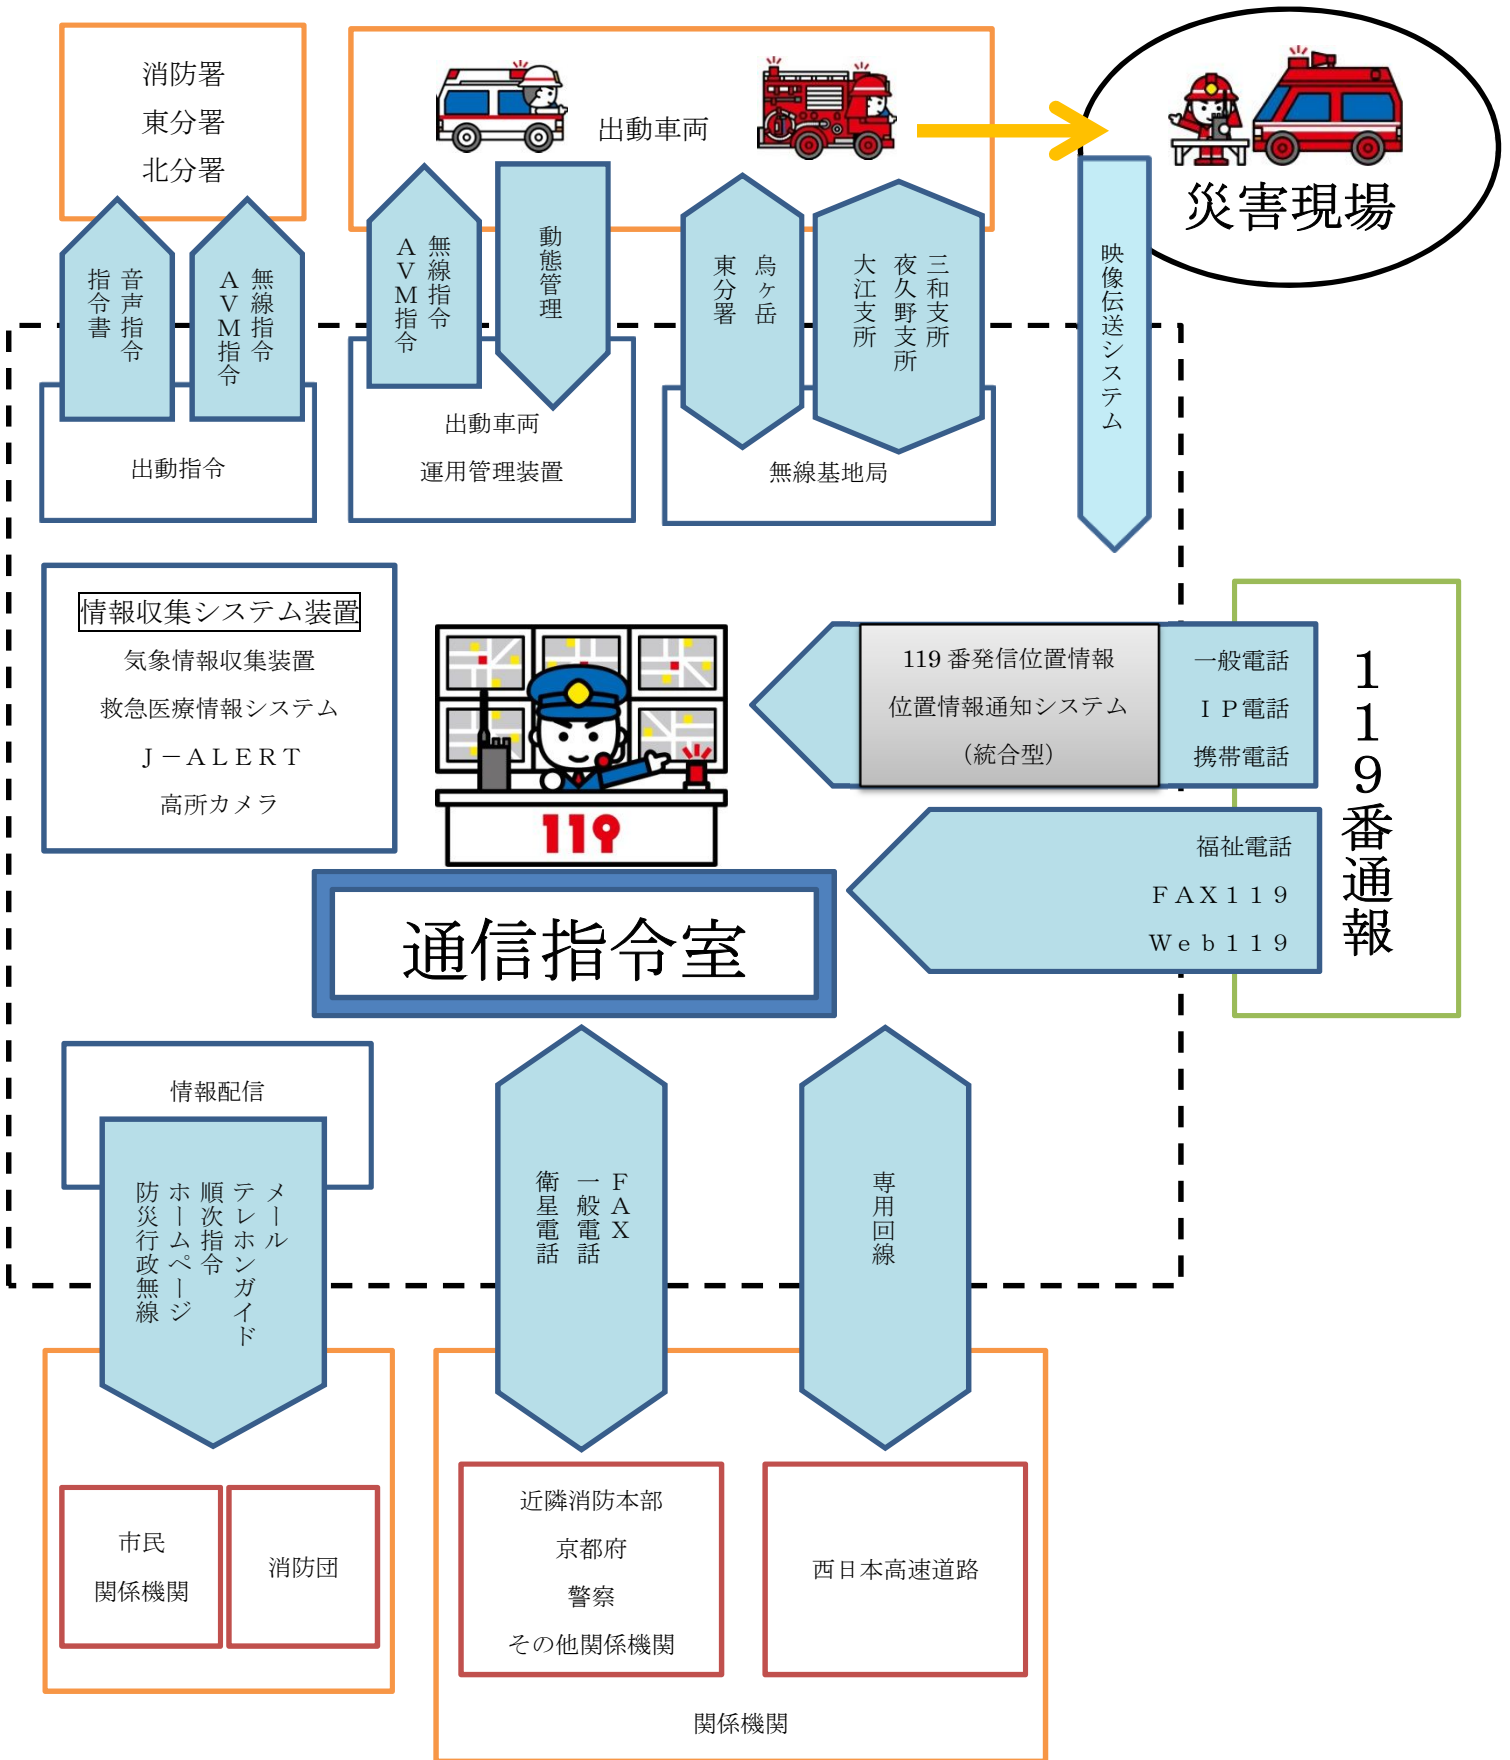 消防署
東分署
北分署
出動車両
災害現場
音声指令
指令書
無線指令
ＡＶＭ指令
無線指令
ＡＶＭ指令
動態管理
烏ヶ岳
東分署
三和支所
夜久野支所
大江支所
映像伝送システム
出動指令
出動車両
運用管理装置
無線基地局
情報収集システム装置
気象情報収集装置
救急医療情報システム
Ｊ－ＡＬＥＲＴ
高所カメラ
119
119 番発信位置情報
位置情報通知システム
（統合型）
一般電話
ＩＰ電話
携帯電話
福祉電話
ＦＡＸ１１９
Ｗｅｂ１１９
１１９番通報
通信指令室
情報配信
メール
テレホンガイド
順次指令
ホームページ
防災行政無線
ＦＡＸ
一般電話
衛星電話
専用回線
市民
関係機関
消防団
近隣消防本部
京都府
警察
その他関係機関
西日本高速道路
関係機関